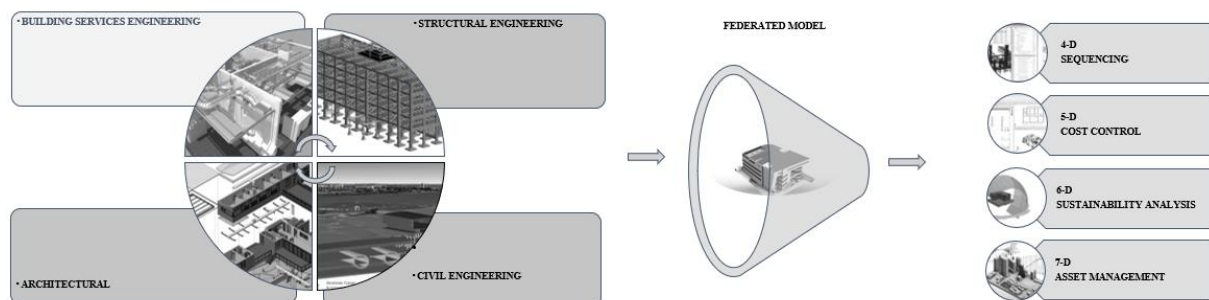 · BUILDING SERVICES ENGINEERING
· STRUCTURAL ENGINEERING
· ARCHITECTURAL
· CIVIL ENGINEERING
FEDERATED MODEL
4-D
SEQUENCING
5-D
COST CONTROL
6-D
SUSTAINABILITY ANALYSIS
7-D
ASSET MANAGEMENT